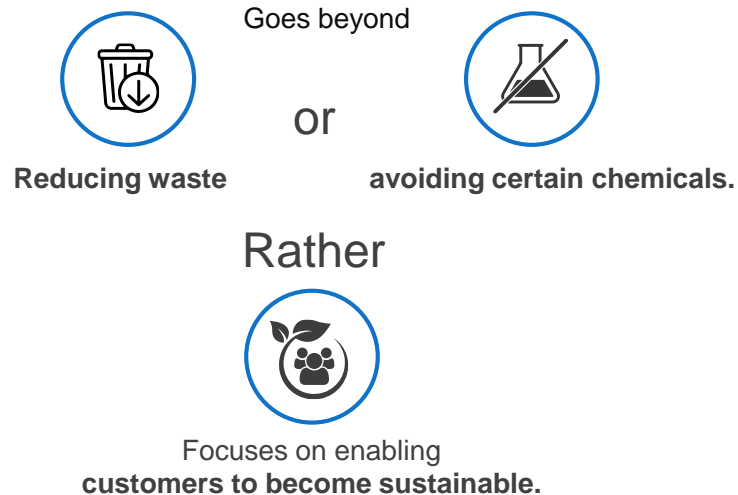 Goes beyond
or
Reducing waste
avoiding certain chemicals.
Rather
Focuses on enabling
customers to become sustainable.